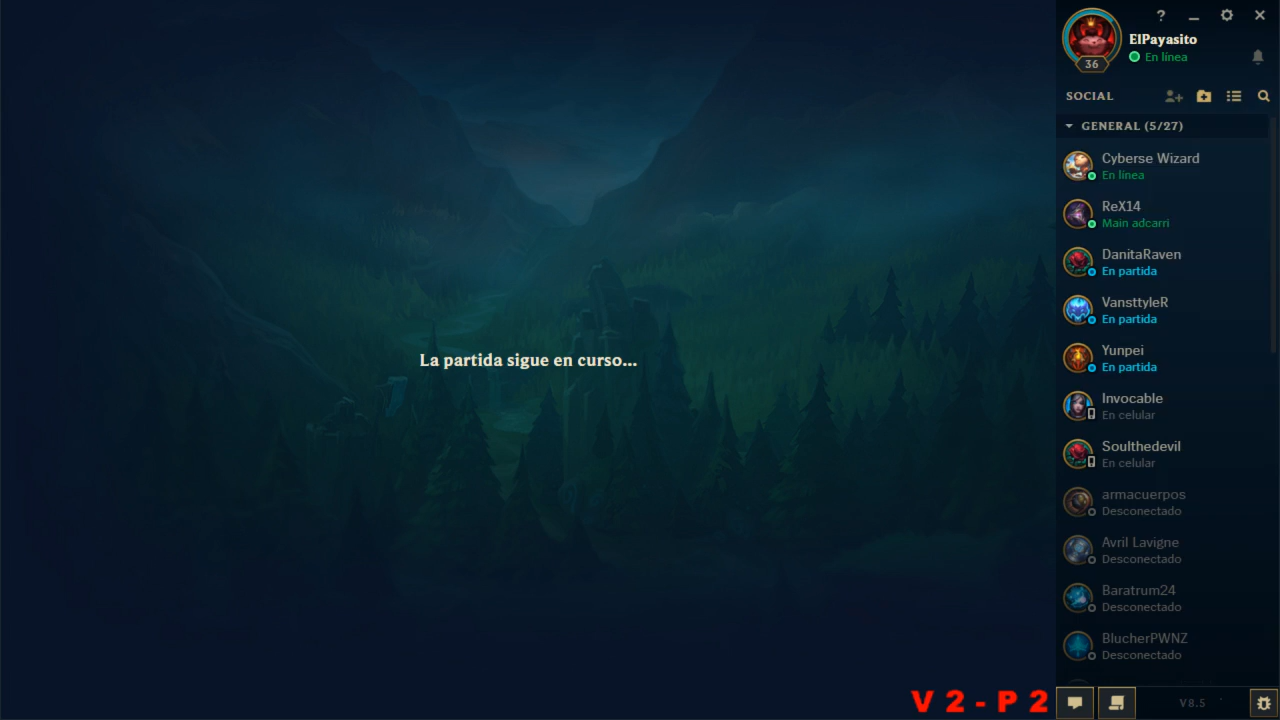 ?
ElPayasito
En línea
36
SOCIAL
GENERAL (5/27)
Cyberse Wizard
En línea
ReX14
Main adcarri
DanitaRaven
En partida
VansttyleR
En partida
Yunpei
En partida
La partida sigue en curso...
Invocable
En celular
Soulthedevil
En celular
armacuerpos
Desconectado
Avril Lavigne
Desconectado
Baratrum24
Desconectado
BlucherPWNZ
Desconectado
V 2 - P 2
V8.5